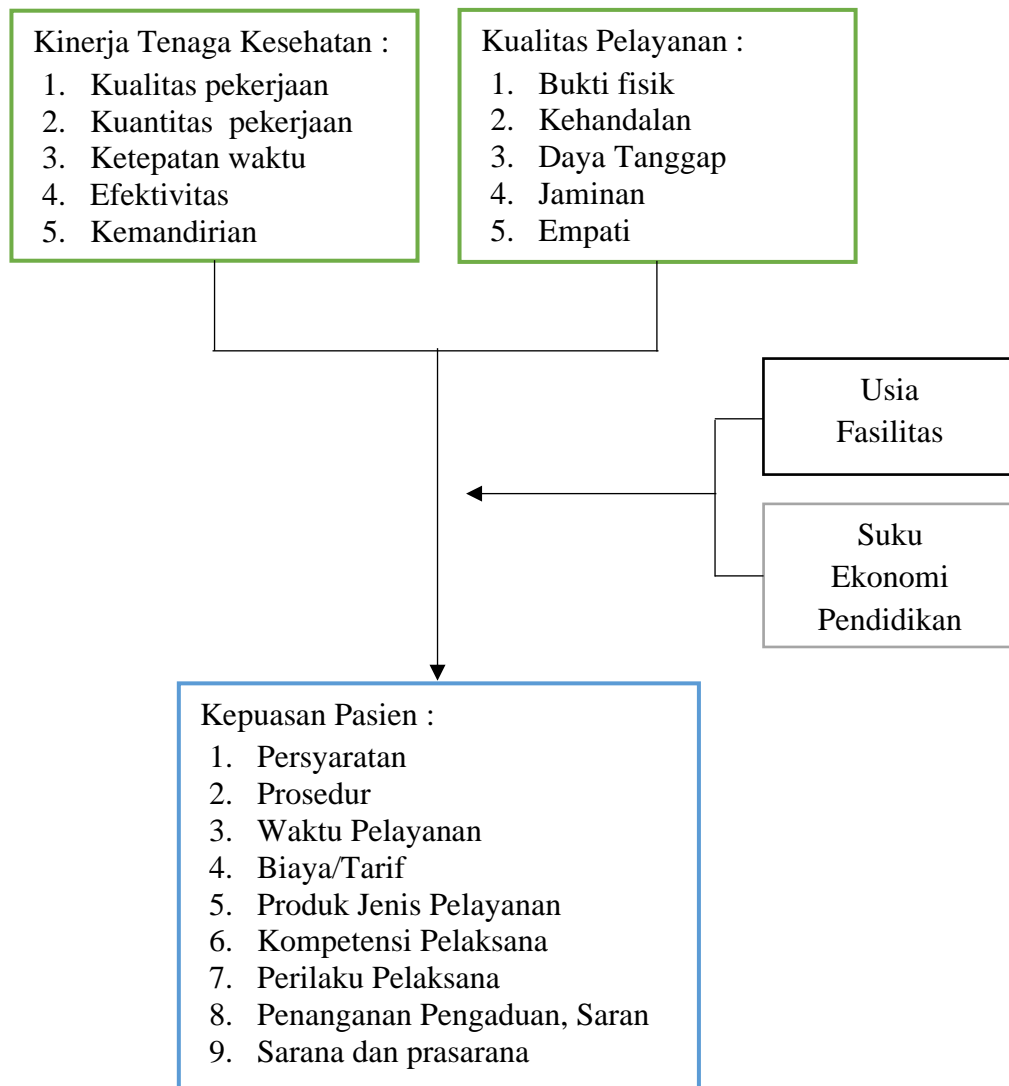 Kinerja Tenaga Kesehatan :
1. Kualitas pekerjaan
2. Kuantitas pekerjaan
3. Ketepatan waktu
4. Efektivitas
5. Kemandirian
Kualitas Pelayanan :
1. Bukti fisik
2. Kehandalan
3. Daya Tanggap
4. Jaminan
5. Empati
Usia
Fasilitas
Suku
Ekonomi
Pendidikan
Kepuasan Pasien :
1. Persyaratan
2. Prosedur
3. Waktu Pelayanan
4. Biaya/Tarif
5. Produk Jenis Pelayanan
6. Kompetensi Pelaksana
7. Perilaku Pelaksana
8. Penanganan Pengaduan, Saran
9. Sarana dan prasarana